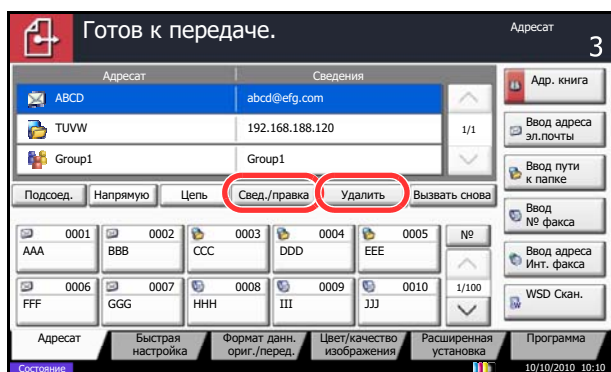 Готов к передаче.
Адресат
3
Адресат Сведения
ABCD abcd@efg.com
TUVW 192.168.188.120 1/1
Group1 Group1
Подсоед. Напрямую Цепь Свед./правка Удалить Вызвать снова
Адр. книга
Ввод адреса
эл.почты
Ввод пути
к папке
Ввод
№ факса
Ввод адреса
Инт. факса
WSD Скан.
0001 0002 0003 0004 0005 №
AAA BBB CCC DDD EEE
0006 0007 0008 0009 0010 1/100
FFF GGG HHH III JJJ
Адресат
Быстрая
настройка
Формат данн.
ориг./перед.
Цвет/качество
изображения
Расширенная
установка
Программа
Состояние 10/10/2010 10:10